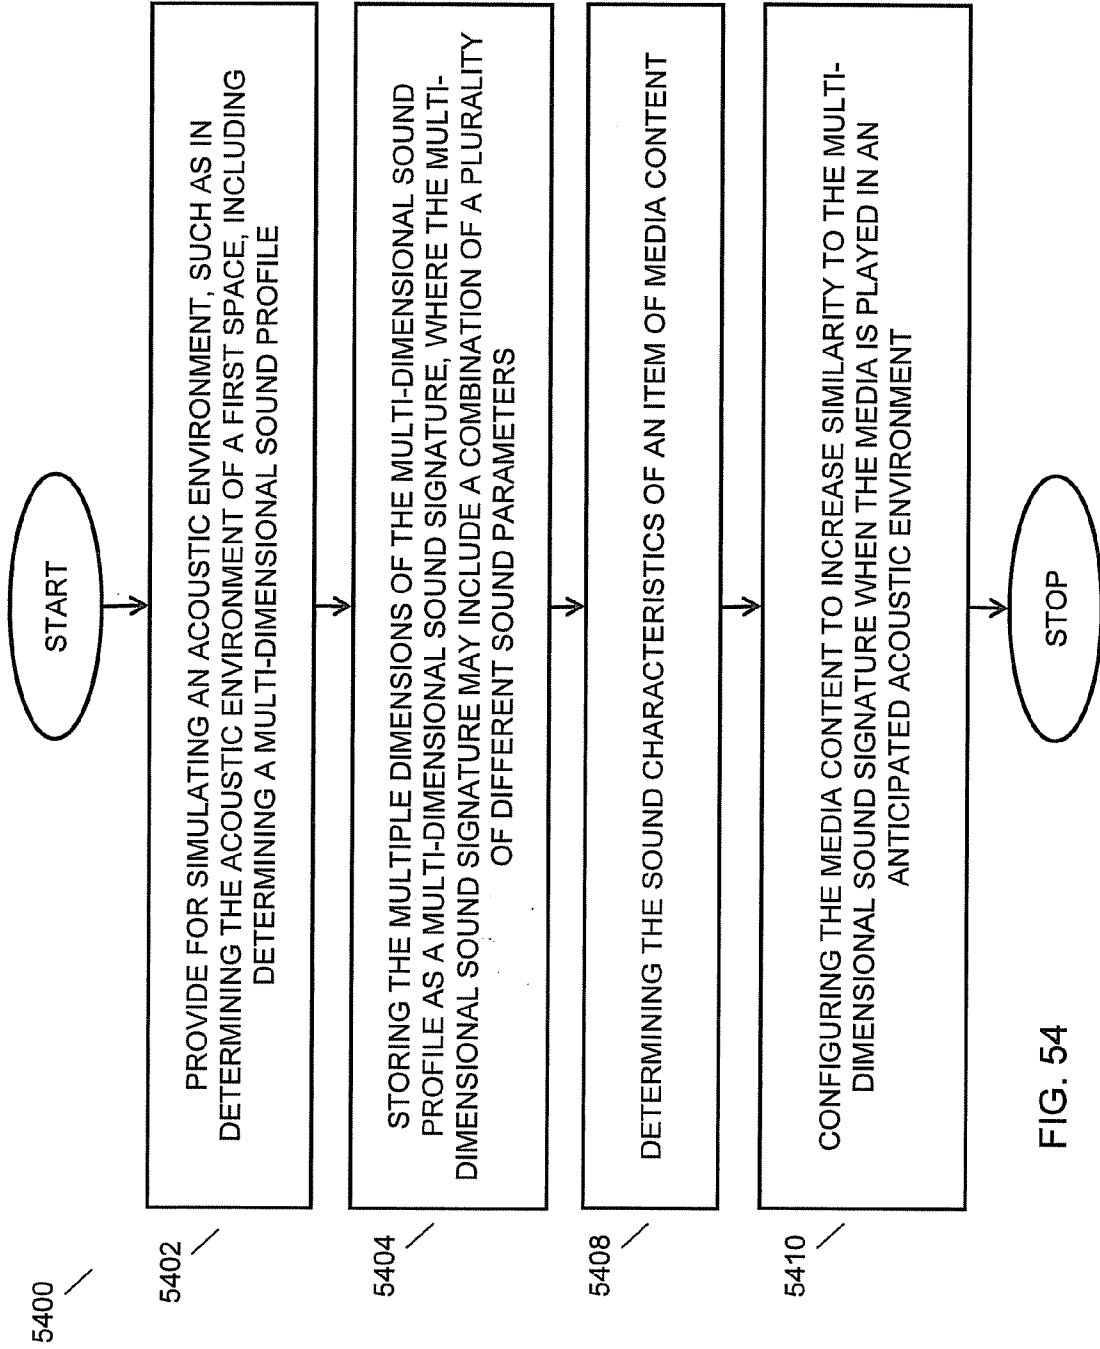 5400
START
5402
PROVIDE FOR SIMULATING AN ACOUSTIC ENVIRONMENT, SUCH AS IN
DETERMINING THE ACOUSTIC ENVIRONMENT OF A FIRST SPACE, INCLUDING
DETERMINING A MULTI-DIMENSIONAL SOUND PROFILE
5404
STORING THE MULTIPLE DIMENSIONS OF THE MULTI-DIMENSIONAL SOUND
PROFILE AS A MULTI-DIMENSIONAL SOUND SIGNATURE, WHERE THE MULTI-
DIMENSIONAL SOUND SIGNATURE MAY INCLUDE A COMBINATION OF A PLURALITY
OF DIFFERENT SOUND PARAMETERS
5408
DETERMINING THE SOUND CHARACTERISTICS OF AN ITEM OF MEDIA CONTENT
5410
CONFIGURING THE MEDIA CONTENT TO INCREASE SIMILARITY TO THE MULTI-
DIMENSIONAL SOUND SIGNATURE WHEN THE MEDIA IS PLAYED IN AN
ANTICIPATED ACOUSTIC ENVIRONMENT
STOP
FIG. 54